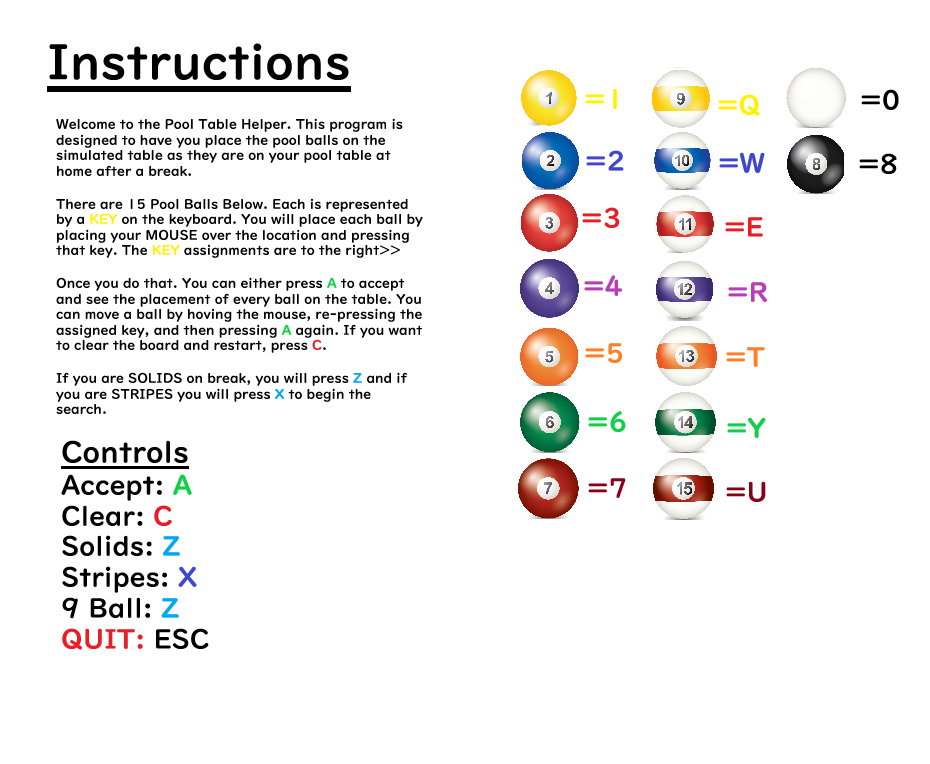 Instructions
Welcome to the Pool Table Helper. This program is
designed to have you place the pool balls on the
simulated table as they are on your pool table at
home after a break.
There are 15 Pool Balls Below. Each is represented
by a KEY on the keyboard. You will place each ball by
placing your MOUSE over the location and pressing
that key. The KEY assignments are to the right>>
Once you do that. You can either press A to accept
and see the placement of every ball on the table. You
can move a ball by hoving the mouse, re-pressing the
assigned key, and then pressing A again. If you want
to clear the board and restart, press C.
If you are SOLIDS on break, you will press Z and if
you are STRIPES you will press X to begin the
search.
Controls
Accept: A
Clear: C
Solids: Z
Stripes: X
9 Ball: Z
QUIT: ESC
1 =1 9 =Q =0
2 =2 10 =W 8 =8
3 =3 11 =E
4 =4 12 =R
5 =5 13 =T
6 =6 14 =Y
7 =7 15 =U